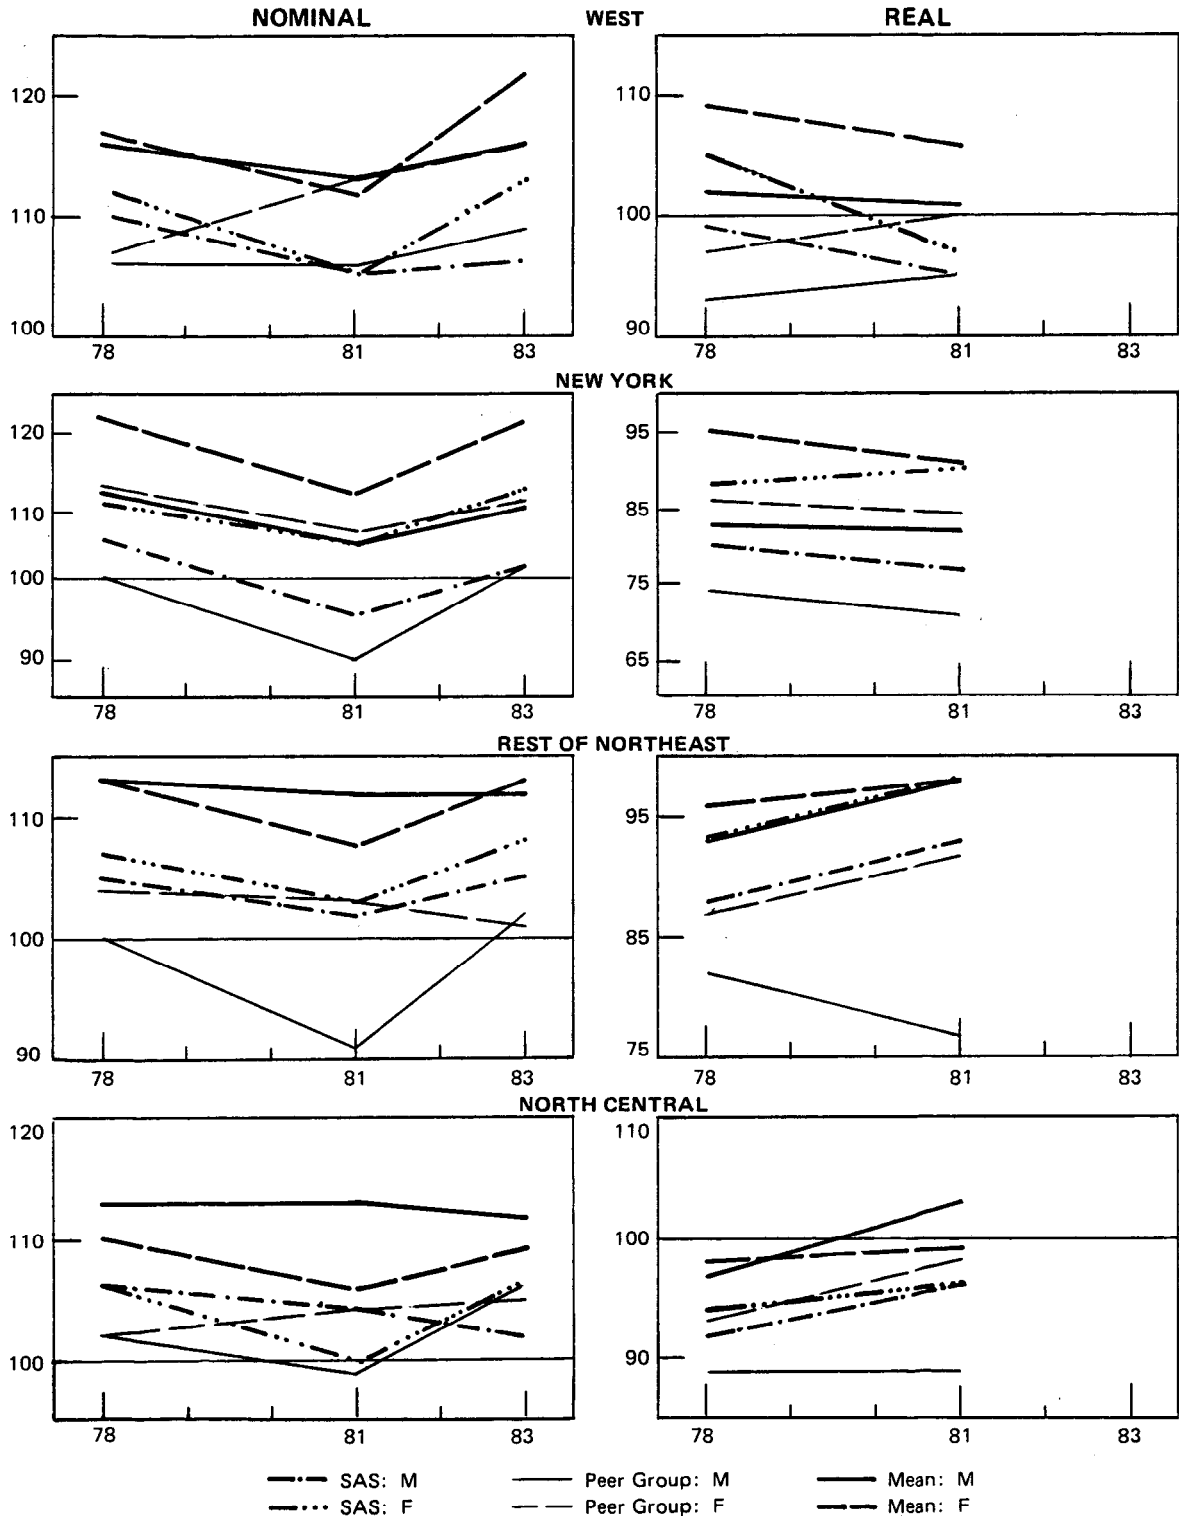 NOMINAL WEST REAL
120
110
100
78 81 83
110
100
90
78 81 83
NEW YORK
120
110
100
90
78 81 83
95
85
75
65
78 81 83
REST OF NORTHEAST
110
100
90
78 81 83
95
85
75
78 81 83
NORTH CENTRAL
120
110
100
78 81 83
110
100
90
78 81 83
SAS: M Peer Group: M Mean: M
SAS: F Peer Group: F Mean: F